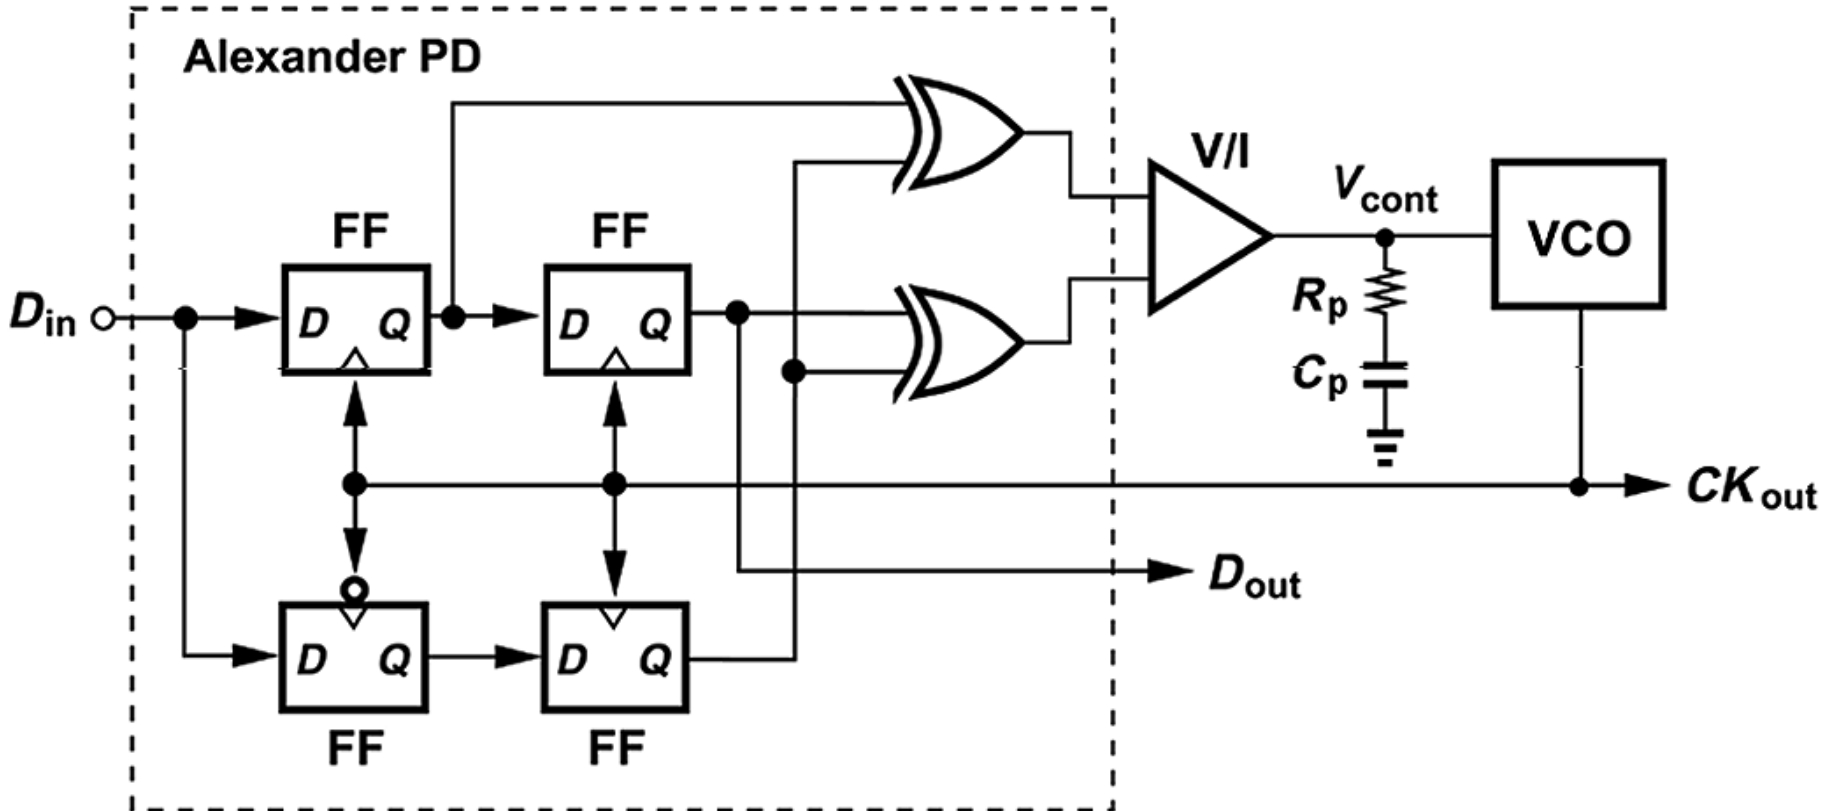 Alexander PD
V/I
Vcont
VCO
FF
FF
Din
D Q
D Q
Rp
Cp
CKout
Dout
D Q
D Q
FF
FF